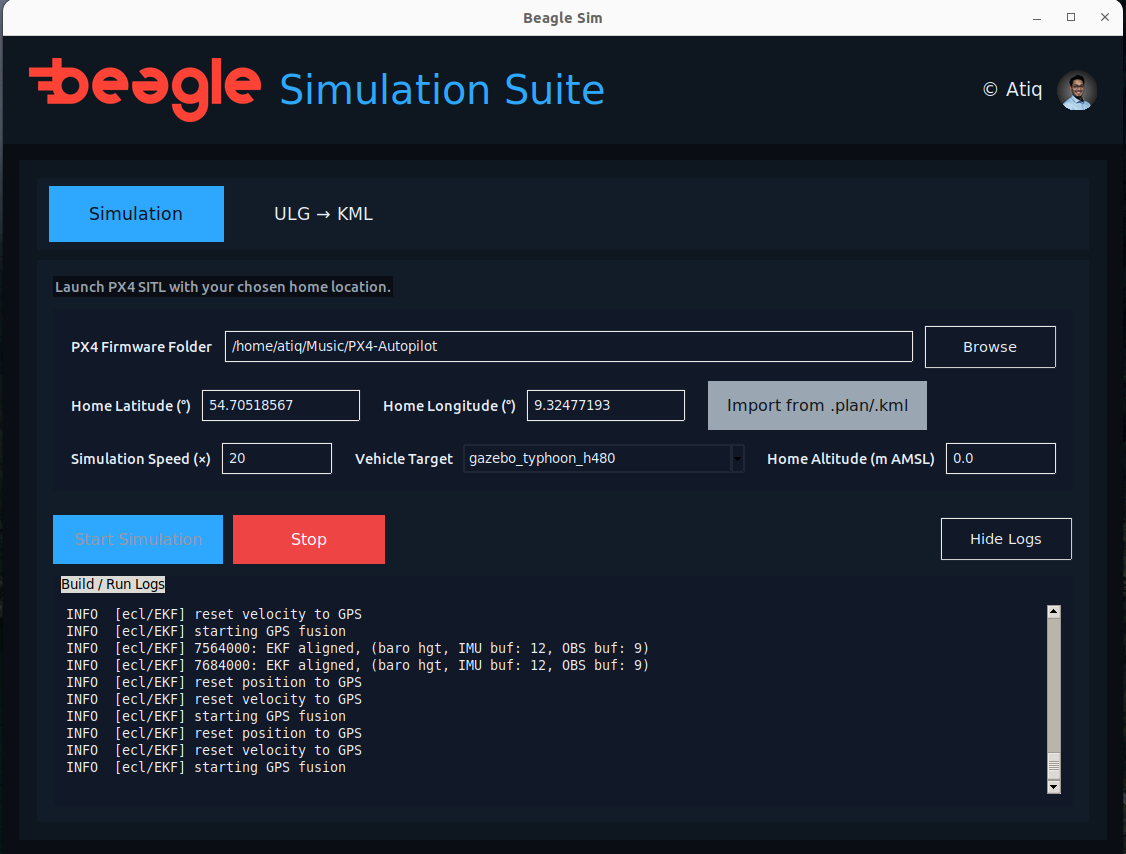 Beagle Sim
beagle Simulation Suite
© Atiq
Simulation
ULG → KML
Launch PX4 SITL with your chosen home location.
PX4 Firmware Folder /home/atiq/Music/PX4-Autopilot Browse
Home Latitude (°) 54.70518567 Home Longitude (°) 9.32477193 Import from .plan/.kml
Simulation Speed (×) 20 Vehicle Target gazebo_typhoon_h480 Home Altitude (m AMSL) 0.0
Start Simulation Stop Hide Logs
Build / Run Logs
INFO  [ecl/EKF] reset velocity to GPS
INFO  [ecl/EKF] starting GPS fusion
INFO  [ecl/EKF] 7564000: EKF aligned, (baro hgt, IMU buf: 12, OBS buf: 9)
INFO  [ecl/EKF] 7684000: EKF aligned, (baro hgt, IMU buf: 12, OBS buf: 9)
INFO  [ecl/EKF] reset position to GPS
INFO  [ecl/EKF] reset velocity to GPS
INFO  [ecl/EKF] starting GPS fusion
INFO  [ecl/EKF] reset position to GPS
INFO  [ecl/EKF] reset velocity to GPS
INFO  [ecl/EKF] starting GPS fusion